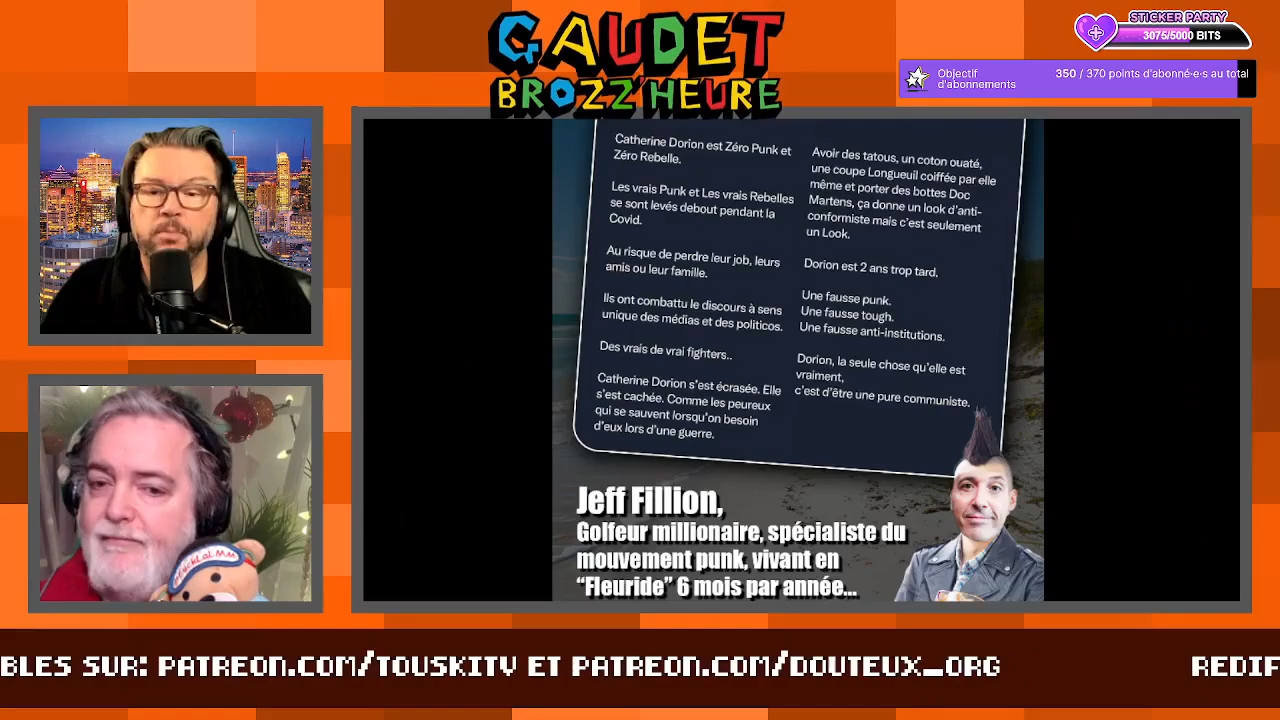 GAUDET
BROZZ'HEURE
STICKER PARTY
3075/5000 BITS
Objectif
d'abonnements
350 / 370 points d'abonné·e·s au total
Catherine Dorion est Zéro Punk et
Zéro Rebelle.
Les vrais Punk et Les vrais Rebelles
se sont levés debout pendant la
Covid.
Au risque de perdre leur job, leurs
amis ou leur famille.
Ils ont combattu le discours à sens
unique des médias et des politicos.
Des vrais de vrai fighters..
Catherine Dorion s'est écrasée. Elle
s'est cachée. Comme les peureux
qui se sauvent lorsqu'on besoin
d'eux lors d'une guerre.
Avoir des tatous, un coton ouaté,
une coupe Longueuil coiffée par elle
même et porter des bottes Doc
Martens, ça donne un look d'anti-
conformiste mais c'est seulement
un Look.
Dorion est 2 ans trop tard.
Une fausse punk.
Une fausse tough.
Une fausse anti-institutions.
Dorion, la seule chose qu'elle est
vraiment,
c'est d'être une pure communiste.
Jeff Fillion,
Golfeur millionaire, spécialiste du
mouvement punk, vivant en
"Fleuride" 6 mois par année...
BLES SUR: PATREON.COM/TOUSKITV ET PATREON.COM/DOUTEUX_ORG
REDIF